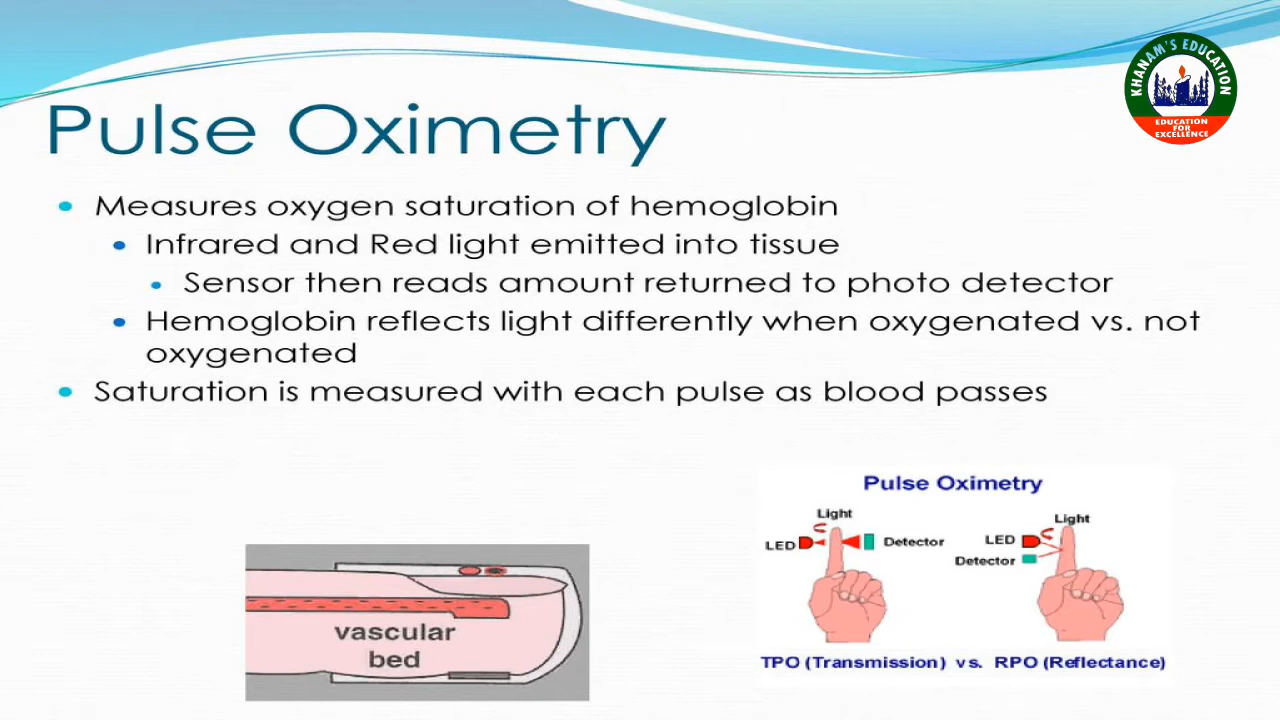 KHANAM'S EDUCATION
EDUCATION
FOR
EXCELLENCE
Pulse Oximetry
Measures oxygen saturation of hemoglobin
Infrared and Red light emitted into tissue
Sensor then reads amount returned to photo detector
Hemoglobin reflects light differently when oxygenated vs. not
oxygenated
Saturation is measured with each pulse as blood passes
vascular
bed
Pulse Oximetry
Light
LED
Detector
Light
LED
Detector
TPO (Transmission) vs. RPO (Reflectance)